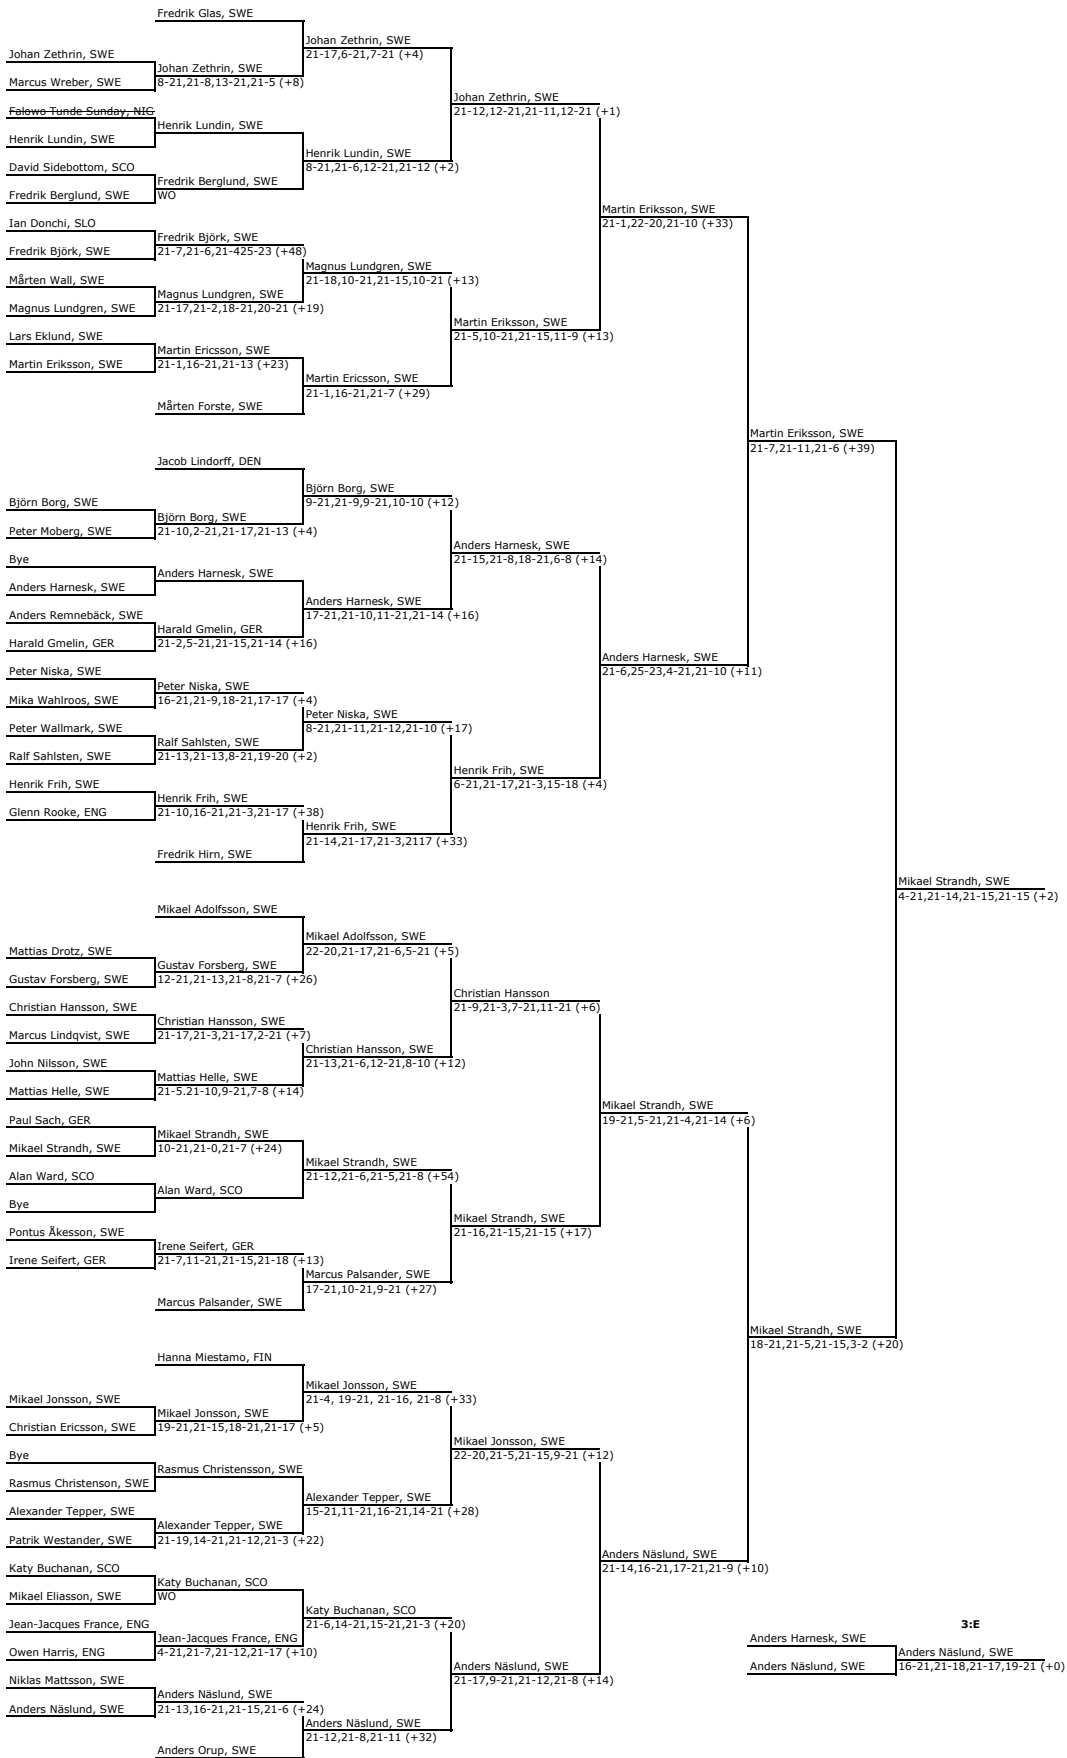 Fredrik Glas, SWE
Johan Zethrin, SWE
21-17,6-21,7-21 (+4)
Johan Zethrin, SWE
Johan Zethrin, SWE
Marcus Wreber, SWE
8-21,21-8,13-21,21-5 (+8)
Johan Zethrin, SWE
21-12,12-21,21-11,12-21 (+1)
Falowo Tunde Sunday, NIG
Henrik Lundin, SWE
Henrik Lundin, SWE
Henrik Lundin, SWE
8-21,21-6,12-21,21-12 (+2)
David Sidebottom, SCO
Fredrik Berglund, SWE
Fredrik Berglund, SWE
WO
Martin Eriksson, SWE
21-1,22-20,21-10 (+33)
Ian Donchi, SLO
Fredrik Björk, SWE
Fredrik Björk, SWE
21-7,21-6,21-425-23 (+48)
Magnus Lundgren, SWE
21-18,10-21,21-15,10-21 (+13)
Mårten Wall, SWE
Magnus Lundgren, SWE
Magnus Lundgren, SWE
21-17,21-2,18-21,20-21 (+19)
Martin Eriksson, SWE
21-5,10-21,21-15,11-9 (+13)
Lars Eklund, SWE
Martin Ericsson, SWE
Martin Eriksson, SWE
21-1,16-21,21-13 (+23)
Martin Ericsson, SWE
21-1,16-21,21-7 (+29)
Mårten Forste, SWE
Martin Eriksson, SWE
21-7,21-11,21-6 (+39)
Jacob Lindorff, DEN
Björn Borg, SWE
9-21,21-9,9-21,10-10 (+12)
Björn Borg, SWE
Björn Borg, SWE
Peter Moberg, SWE
21-10,2-21,21-17,21-13 (+4)
Anders Harnesk, SWE
21-15,21-8,18-21,6-8 (+14)
Bye
Anders Harnesk, SWE
Anders Harnesk, SWE
Anders Harnesk, SWE
17-21,21-10,11-21,21-14 (+16)
Anders Remnebäck, SWE
Harald Gmelin, GER
Harald Gmelin, GER
21-2,5-21,21-15,21-14 (+16)
Anders Harnesk, SWE
21-6,25-23,4-21,21-10 (+11)
Peter Niska, SWE
Peter Niska, SWE
Mika Wahlroos, SWE
16-21,21-9,18-21,17-17 (+4)
Peter Niska, SWE
8-21,21-11,21-12,21-10 (+17)
Peter Wallmark, SWE
Ralf Sahlsten, SWE
Ralf Sahlsten, SWE
21-13,21-13,8-21,19-20 (+2)
Henrik Frih, SWE
6-21,21-17,21-3,15-18 (+4)
Henrik Frih, SWE
Henrik Frih, SWE
Glenn Rooke, ENG
21-10,16-21,21-3,21-17 (+38)
Henrik Frih, SWE
21-14,21-17,21-3,2117 (+33)
Fredrik Hirn, SWE
Mikael Strandh, SWE
4-21,21-14,21-15,21-15 (+2)
Mikael Adolfsson, SWE
Mikael Adolfsson, SWE
22-20,21-17,21-6,5-21 (+5)
Mattias Drotz, SWE
Gustav Forsberg, SWE
Gustav Forsberg, SWE
12-21,21-13,21-8,21-7 (+26)
Christian Hansson
21-9,21-3,7-21,11-21 (+6)
Christian Hansson, SWE
Christian Hansson, SWE
Marcus Lindqvist, SWE
21-17,21-3,21-17,2-21 (+7)
Christian Hansson, SWE
21-13,21-6,12-21,8-10 (+12)
John Nilsson, SWE
Mattias Helle, SWE
Mattias Helle, SWE
21-5.21-10,9-21,7-8 (+14)
Mikael Strandh, SWE
19-21,5-21,21-4,21-14 (+6)
Paul Sach, GER
Mikael Strandh, SWE
Mikael Strandh, SWE
10-21,21-0,21-7 (+24)
Mikael Strandh, SWE
21-12,21-6,21-5,21-8 (+54)
Alan Ward, SCO
Alan Ward, SCO
Bye
Mikael Strandh, SWE
21-16,21-15,21-15 (+17)
Pontus Åkesson, SWE
Irene Seifert, GER
Irene Seifert, GER
21-7,11-21,21-15,21-18 (+13)
Marcus Palsander, SWE
17-21,10-21,9-21 (+27)
Marcus Palsander, SWE
Mikael Strandh, SWE
18-21,21-5,21-15,3-2 (+20)
Hanna Miestamo, FIN
Mikael Jonsson, SWE
21-4, 19-21, 21-16, 21-8 (+33)
Mikael Jonsson, SWE
Mikael Jonsson, SWE
Christian Ericsson, SWE
19-21,21-15,18-21,21-17 (+5)
Mikael Jonsson, SWE
22-20,21-5,21-15,9-21 (+12)
Bye
Rasmus Christensson, SWE
Rasmus Christenson, SWE
Alexander Tepper, SWE
15-21,11-21,16-21,14-21 (+28)
Alexander Tepper, SWE
Alexander Tepper, SWE
Patrik Westander, SWE
21-19,14-21,21-12,21-3 (+22)
Anders Näslund, SWE
21-14,16-21,17-21,21-9 (+10)
Katy Buchanan, SCO
Katy Buchanan, SCO
Mikael Eliasson, SWE
WO
Katy Buchanan, SCO
21-6,14-21,15-21,21-3 (+20)
Jean-Jacques France, ENG
Jean-Jacques France, ENG
Owen Harris, ENG
4-21,21-7,21-12,21-17 (+10)
3:E
Anders Harnesk, SWE
Anders Näslund, SWE
Anders Näslund, SWE
16-21,21-18,21-17,19-21 (+0)
Anders Näslund, SWE
21-17,9-21,21-12,21-8 (+14)
Niklas Mattsson, SWE
Anders Näslund, SWE
Anders Näslund, SWE
21-13,16-21,21-15,21-6 (+24)
Anders Näslund, SWE
21-12,21-8,21-11 (+32)
Anders Orup, SWE